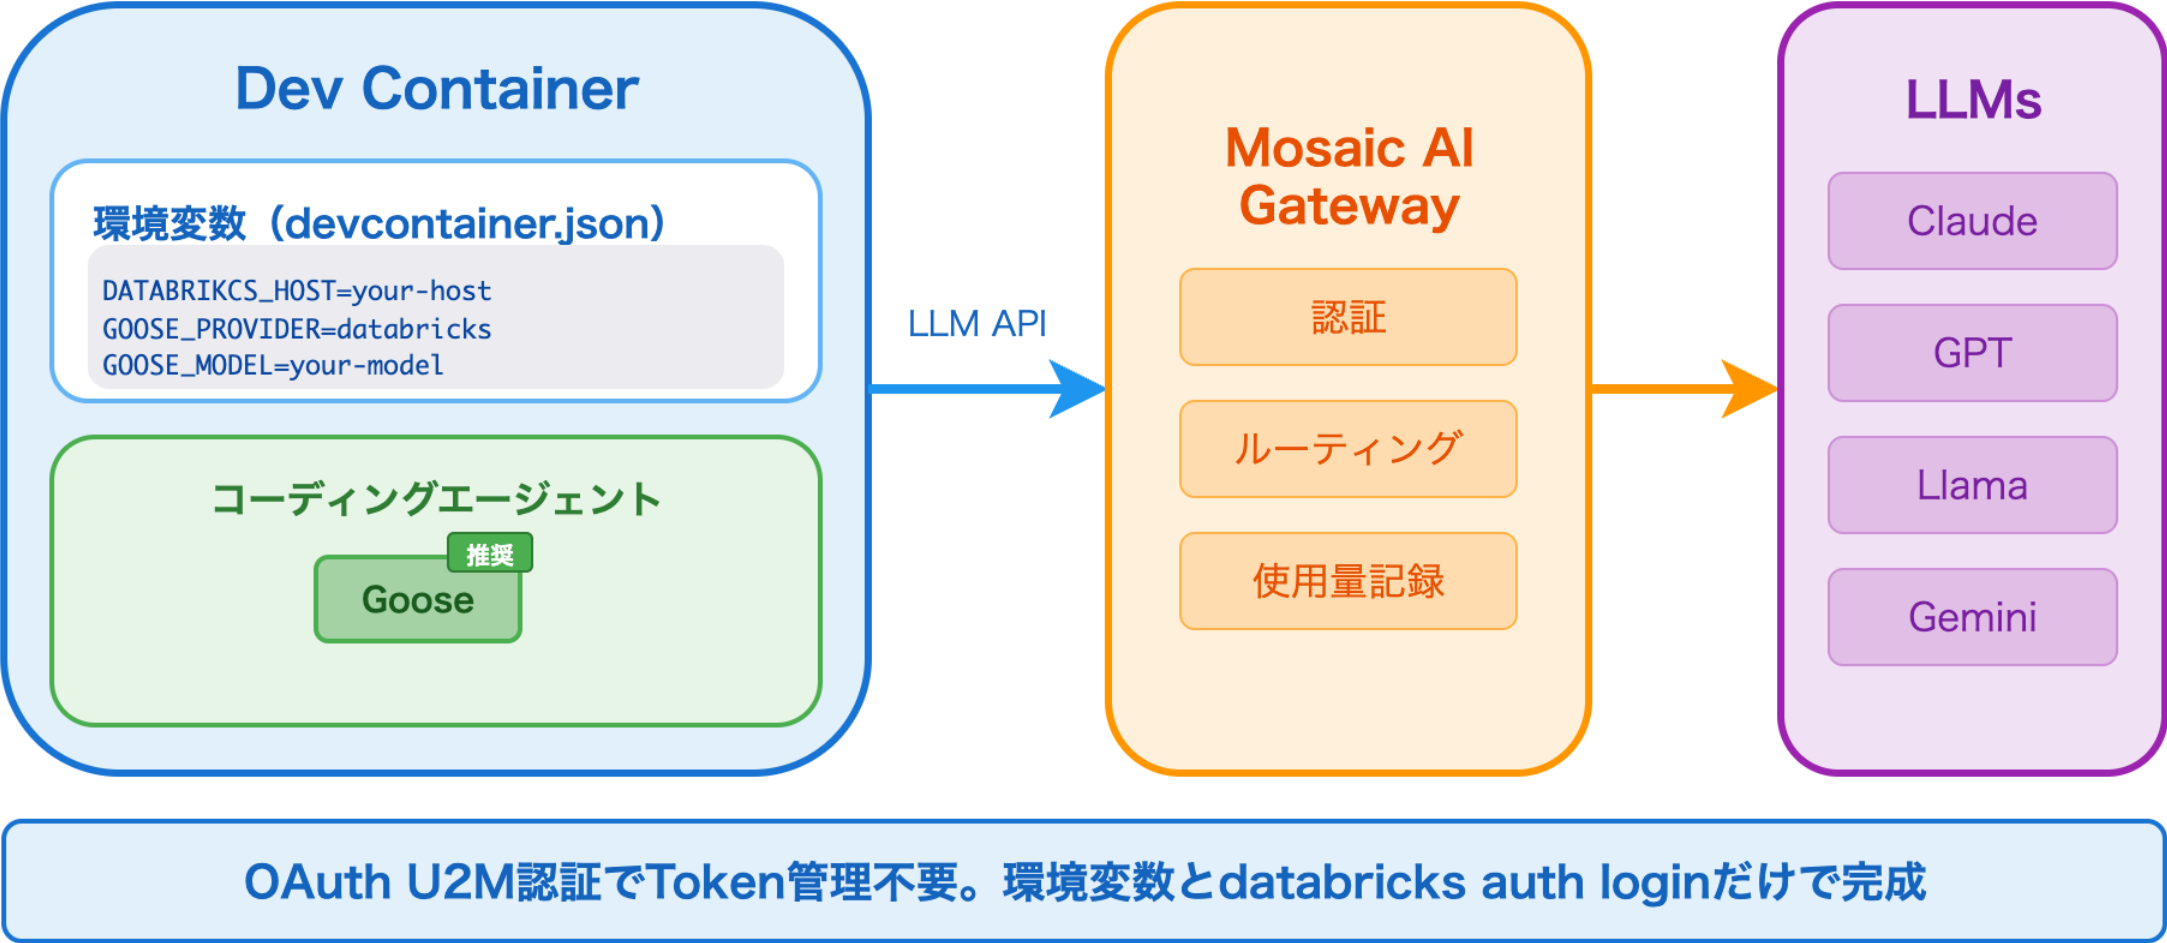 Dev Container
環境変数（devcontainer.json）
DATABRIKCS_HOST=your-host
GOOSE_PROVIDER=databricks
GOOSE_MODEL=your-model
コーディングエージェント
推奨
Goose
LLM API
Mosaic AI
Gateway
認証
ルーティング
使用量記録
LLMs
Claude
GPT
Llama
Gemini
OAuth U2M認証でToken管理不要。環境変数とdatabricks auth loginだけで完成